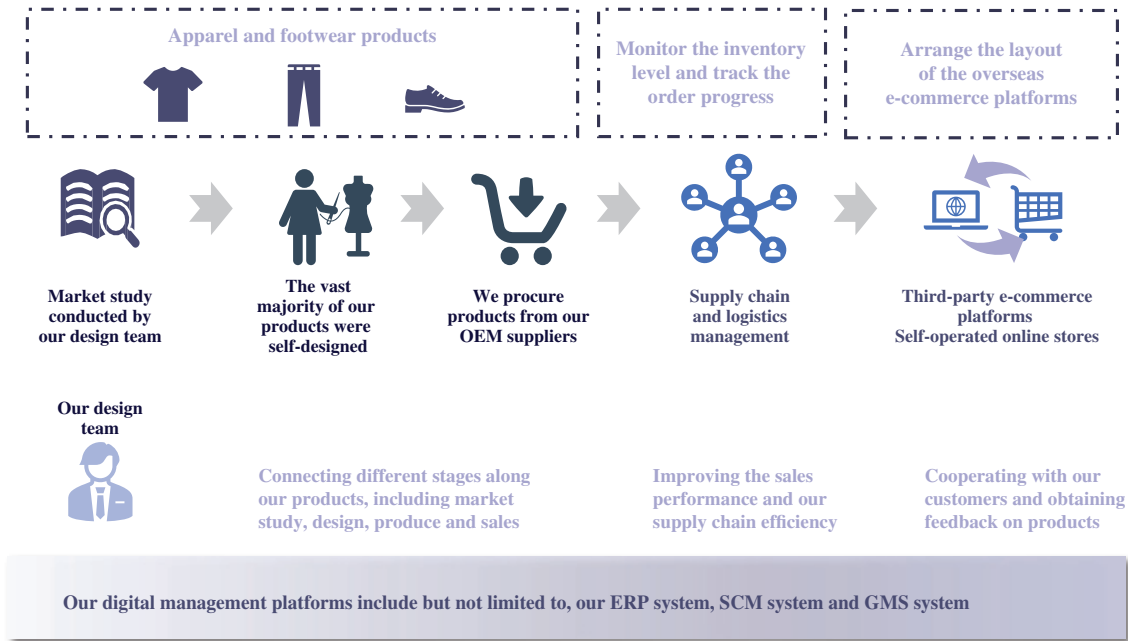 Apparel and footwear products
Monitor the inventory
level and track the
order progress
Arrange the layout
of the overseas
e-commerce platforms
Market study
conducted by
our design team
The vast
majority of our
products were
self-designed
We procure
products from our
OEM suppliers
Supply chain
and logistics
management
Third-party e-commerce
platforms
Self-operated online stores
Our design
team
Connecting different stages along
our products, including market
study, design, produce and sales
Improving the sales
performance and our
supply chain efficiency
Cooperating with our
customers and obtaining
feedback on products
Our digital management platforms include but not limited to, our ERP system, SCM system and GMS system